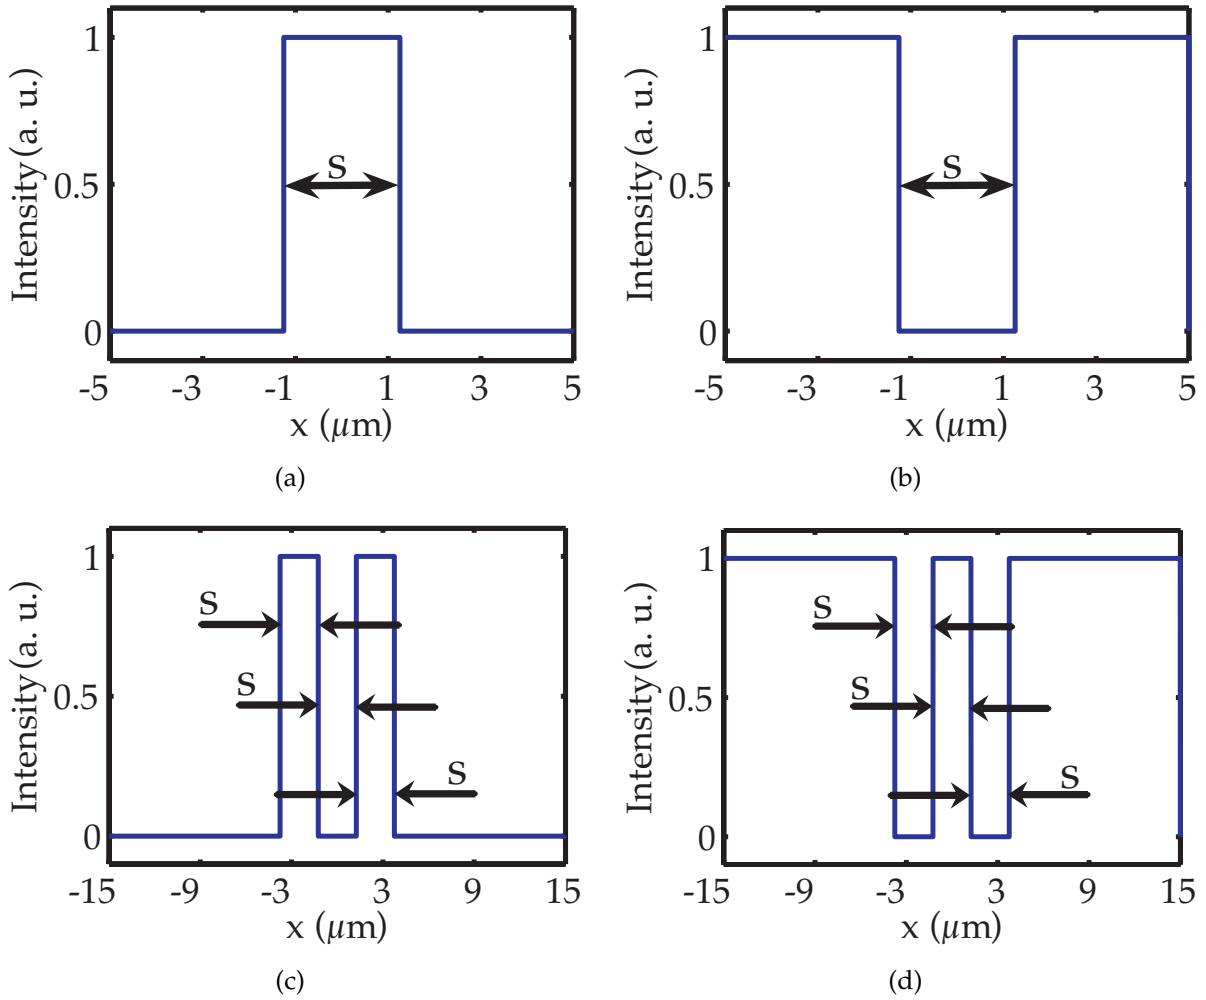 1
0.5
0
Intensity (a. u.)
S
-5 -3 -1 1 3 5
x (μm)
(a)
1
0.5
0
Intensity (a. u.)
S
-5 -3 -1 1 3 5
x (μm)
(b)
1
0.5
0
Intensity (a. u.)
S
S
S
-15 -9 -3 3 9 15
x (μm)
(c)
1
0.5
0
Intensity (a. u.)
S
S
S
-15 -9 -3 3 9 15
x (μm)
(d)